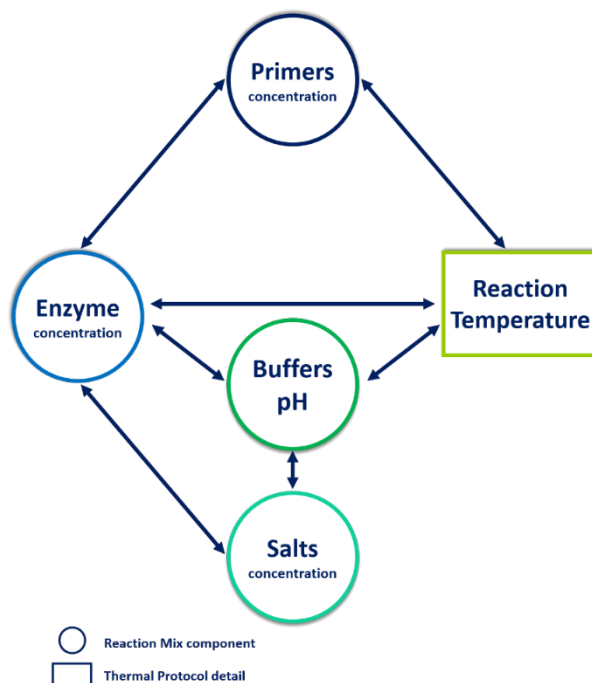 Primers
concentration
Enzyme
concentration
Reaction
Temperature
Buffers
pH
Salts
concentration
Reaction Mix component
Thermal Protocol detail